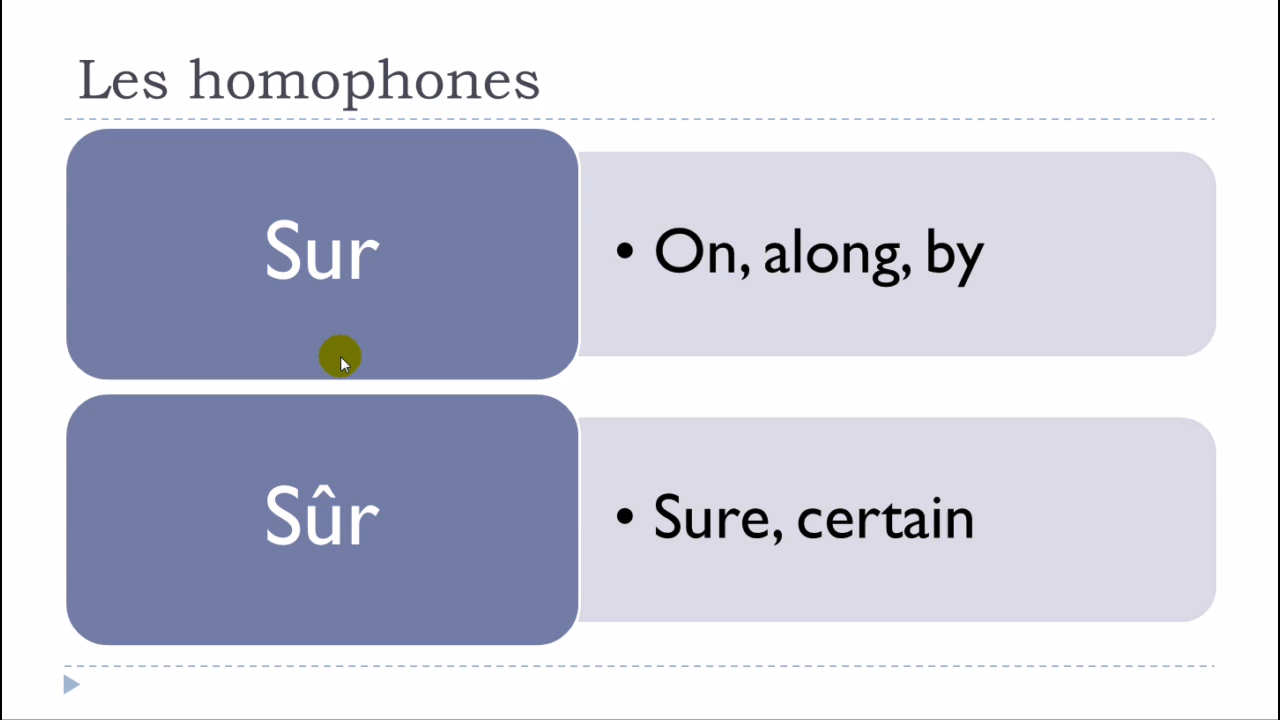 Les homophones
Sur
• On, along, by
Sûr
• Sure, certain